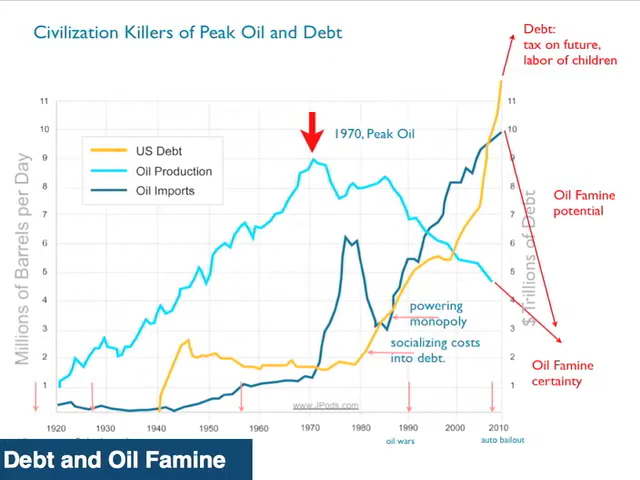 Civilization Killers of Peak Oil and Debt
Debt:
tax on future,
labor of children
11
10
9
8
7
6
5
4
3
2
1
Millions of Barrels per Day
US Debt
Oil Production
Oil Imports
1970, Peak Oil
11
10
9
8
7
6
5
4
3
2
1
$ Trillions of Debt
Oil Famine
potential
powering
monopoly
socializing costs
into debt.
Oil Famine
certainty
www.JPods.com
1920
1930
1940
1950
1960
1970
1980
1990
2000
2010
oil wars
auto bailout
Debt and Oil Famine